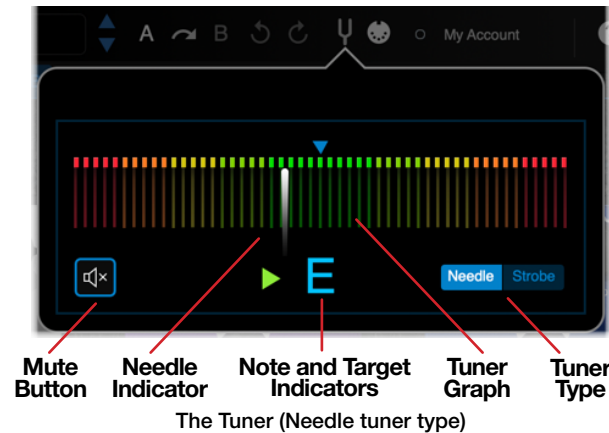 A B My Account
E
Needle Strobe
Mute Button
Needle Indicator
Note and Target Indicators
Tuner Graph
Tuner Type
The Tuner (Needle tuner type)